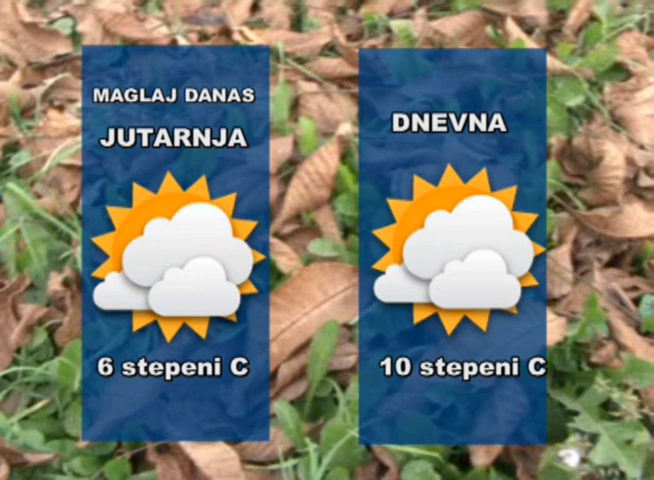 MAGLAJ DANAS
JUTARNJA
6 stepeni C
DNEVNA
10 stepeni C